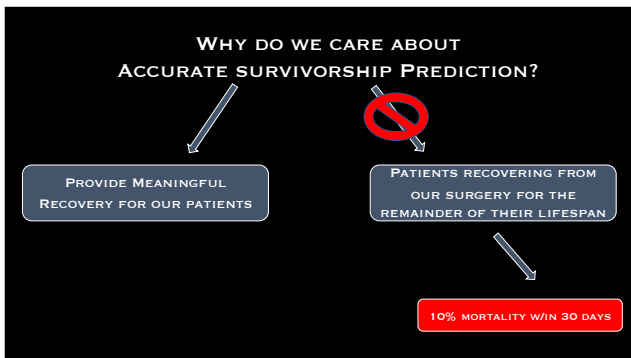 Why do we care about
Accurate survivorship Prediction?
Provide Meaningful
Recovery for our patients
Patients recovering from
our surgery for the
remainder of their lifespan
10% mortality w/in 30 days